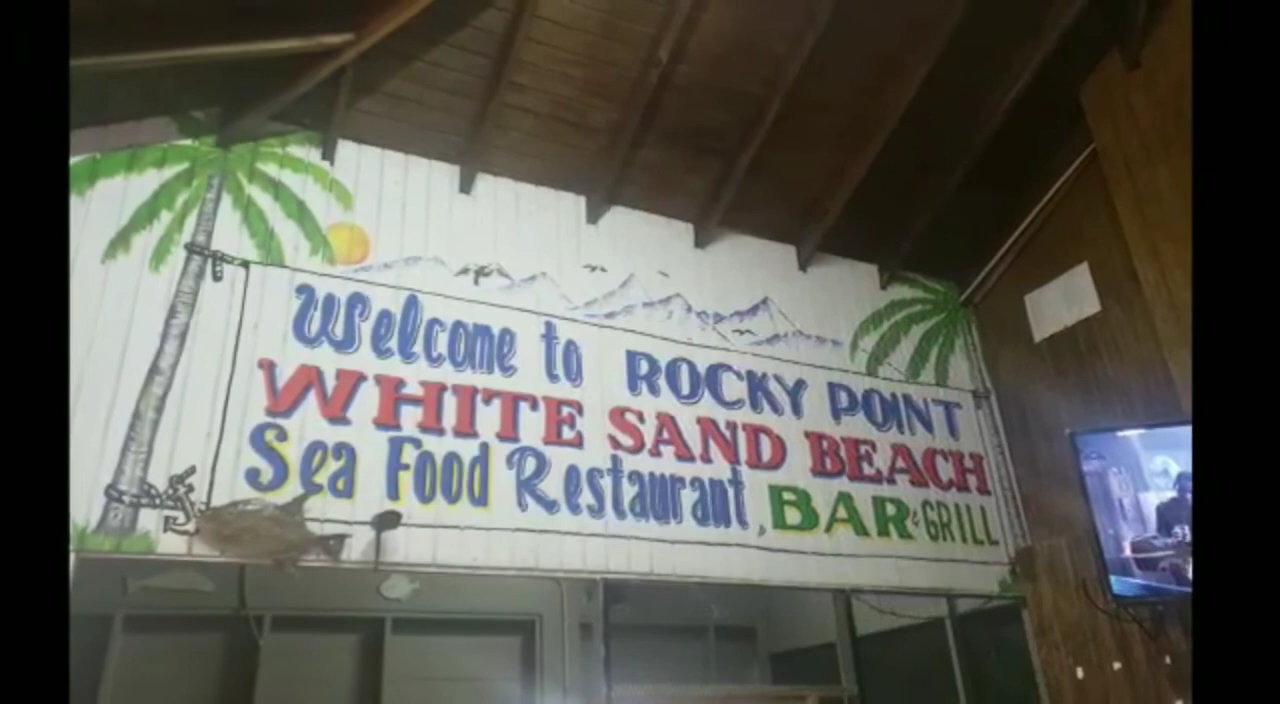 Welcome to ROCKY POINT
WHITE SAND BEACH
Sea Food Restaurant, BAR & GRILL